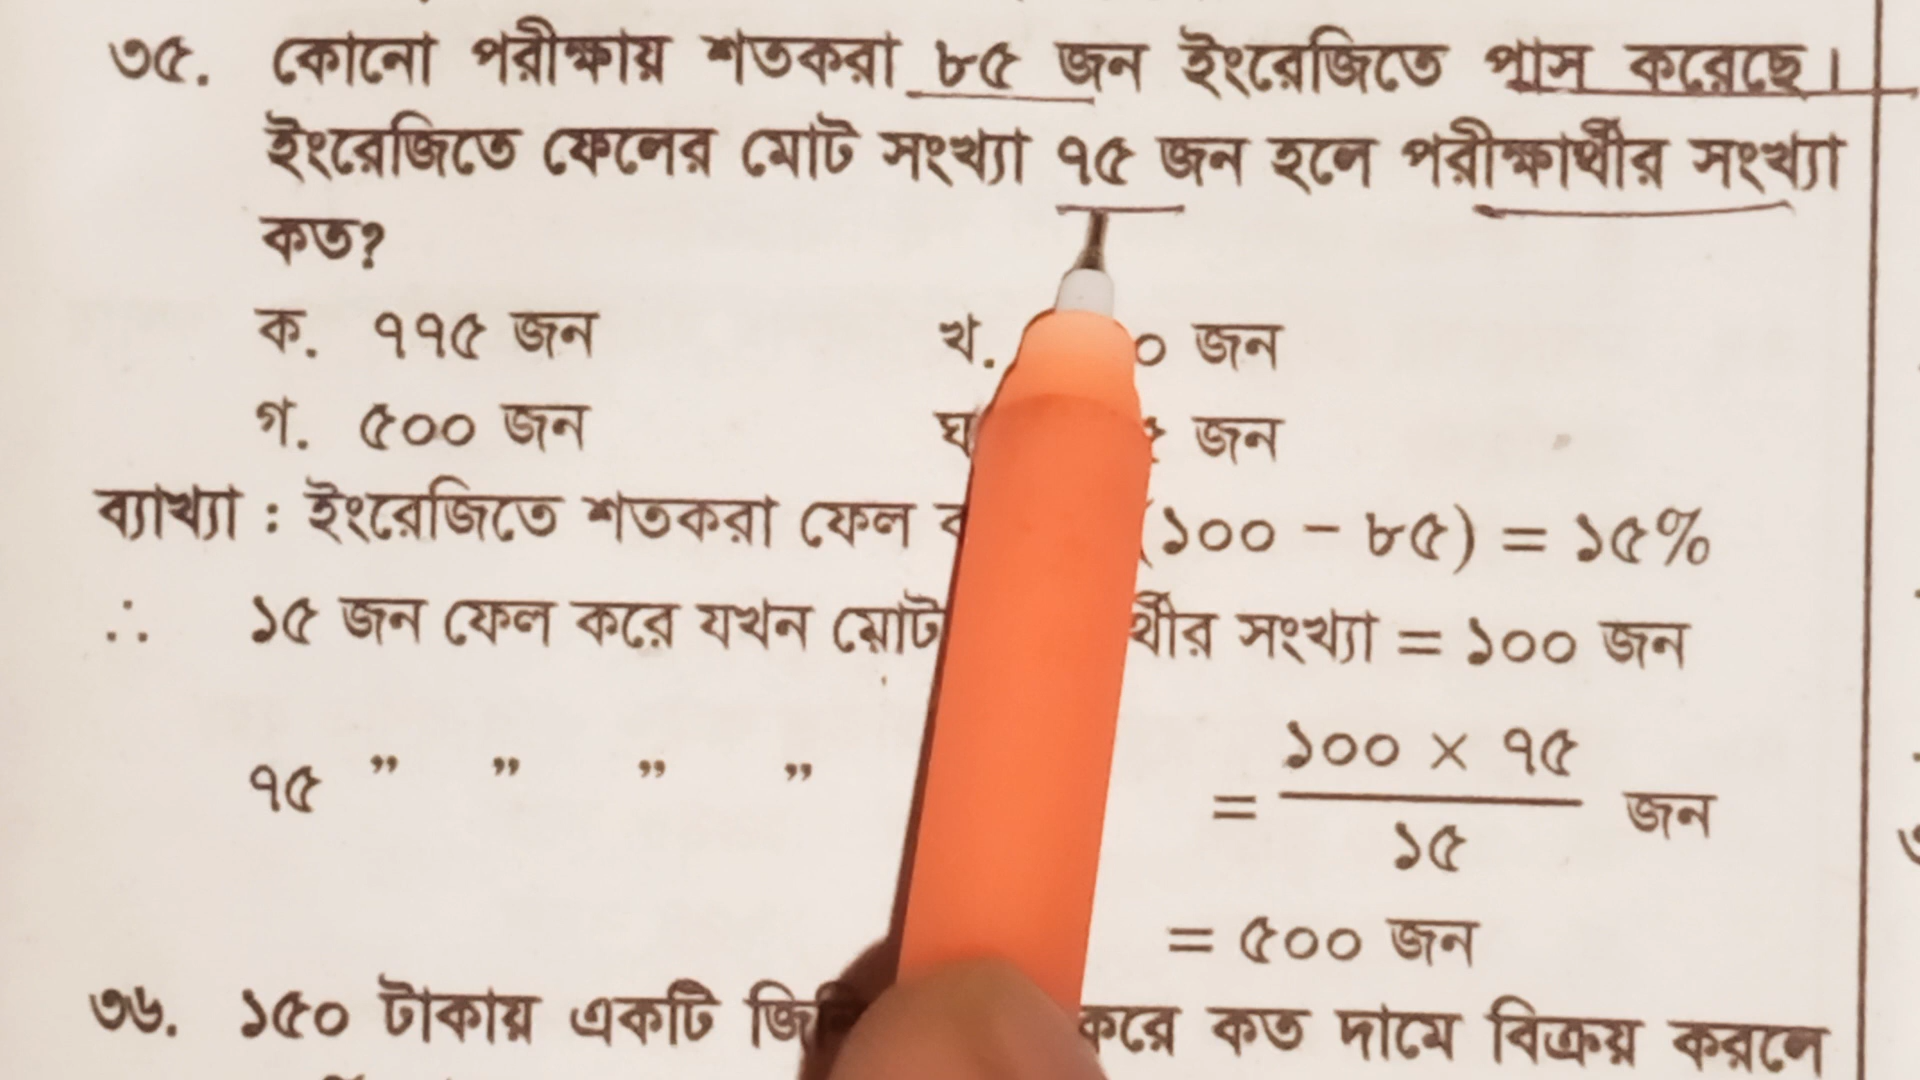 ৩৫. কোনো পরীক্ষায় শতকরা ৮৫ জন ইংরেজিতে পাস করেছে।
ইংরেজিতে ফেলের মোট সংখ্যা ৭৫ জন হলে পরীক্ষার্থীর সংখ্যা
কত?
ক. ৭৭৫ জন খ. ০ জন
গ. ৫০০ জন ঘ জন
ব্যাখ্যা : ইংরেজিতে শতকরা ফেল (১০০ – ৮৫) = ১৫%
∴ ১৫ জন ফেল করে যখন মোট র্থীর সংখ্যা = ১০০ জন
৭৫ ” ” ” ” = ১০০ × ৭৫
১৫ জন
= ৫০০ জন
৩৬. ১৫০ টাকায় একটি করে কত দামে বিক্রয় করলে